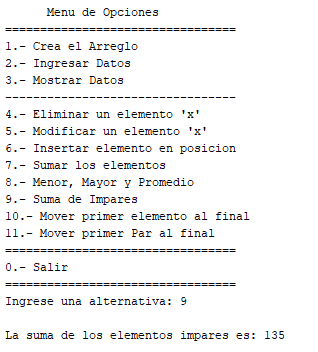 Menu de Opciones
=================================
1.- Crea el Arreglo
2.- Ingresar Datos
3.- Mostrar Datos
---------------------------------
4.- Eliminar un elemento 'x'
5.- Modificar un elemento 'x'
6.- Insertar elemento en posicion
7.- Sumar los elementos
8.- Menor, Mayor y Promedio
9.- Suma de Impares
10.- Mover primer elemento al final
11.- Mover primer Par al final
=================================
0.- Salir
=================================
Ingrese una alternativa: 9
La suma de los elementos impares es: 135